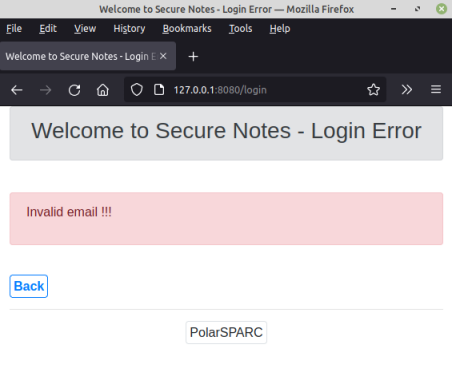 Welcome to Secure Notes - Login Error — Mozilla Firefox
File Edit View History Bookmarks Tools Help
Welcome to Secure Notes - Login E
127.0.0.1:8080/login
Welcome to Secure Notes - Login Error
Invalid email !!!
Back
PolarSPARC